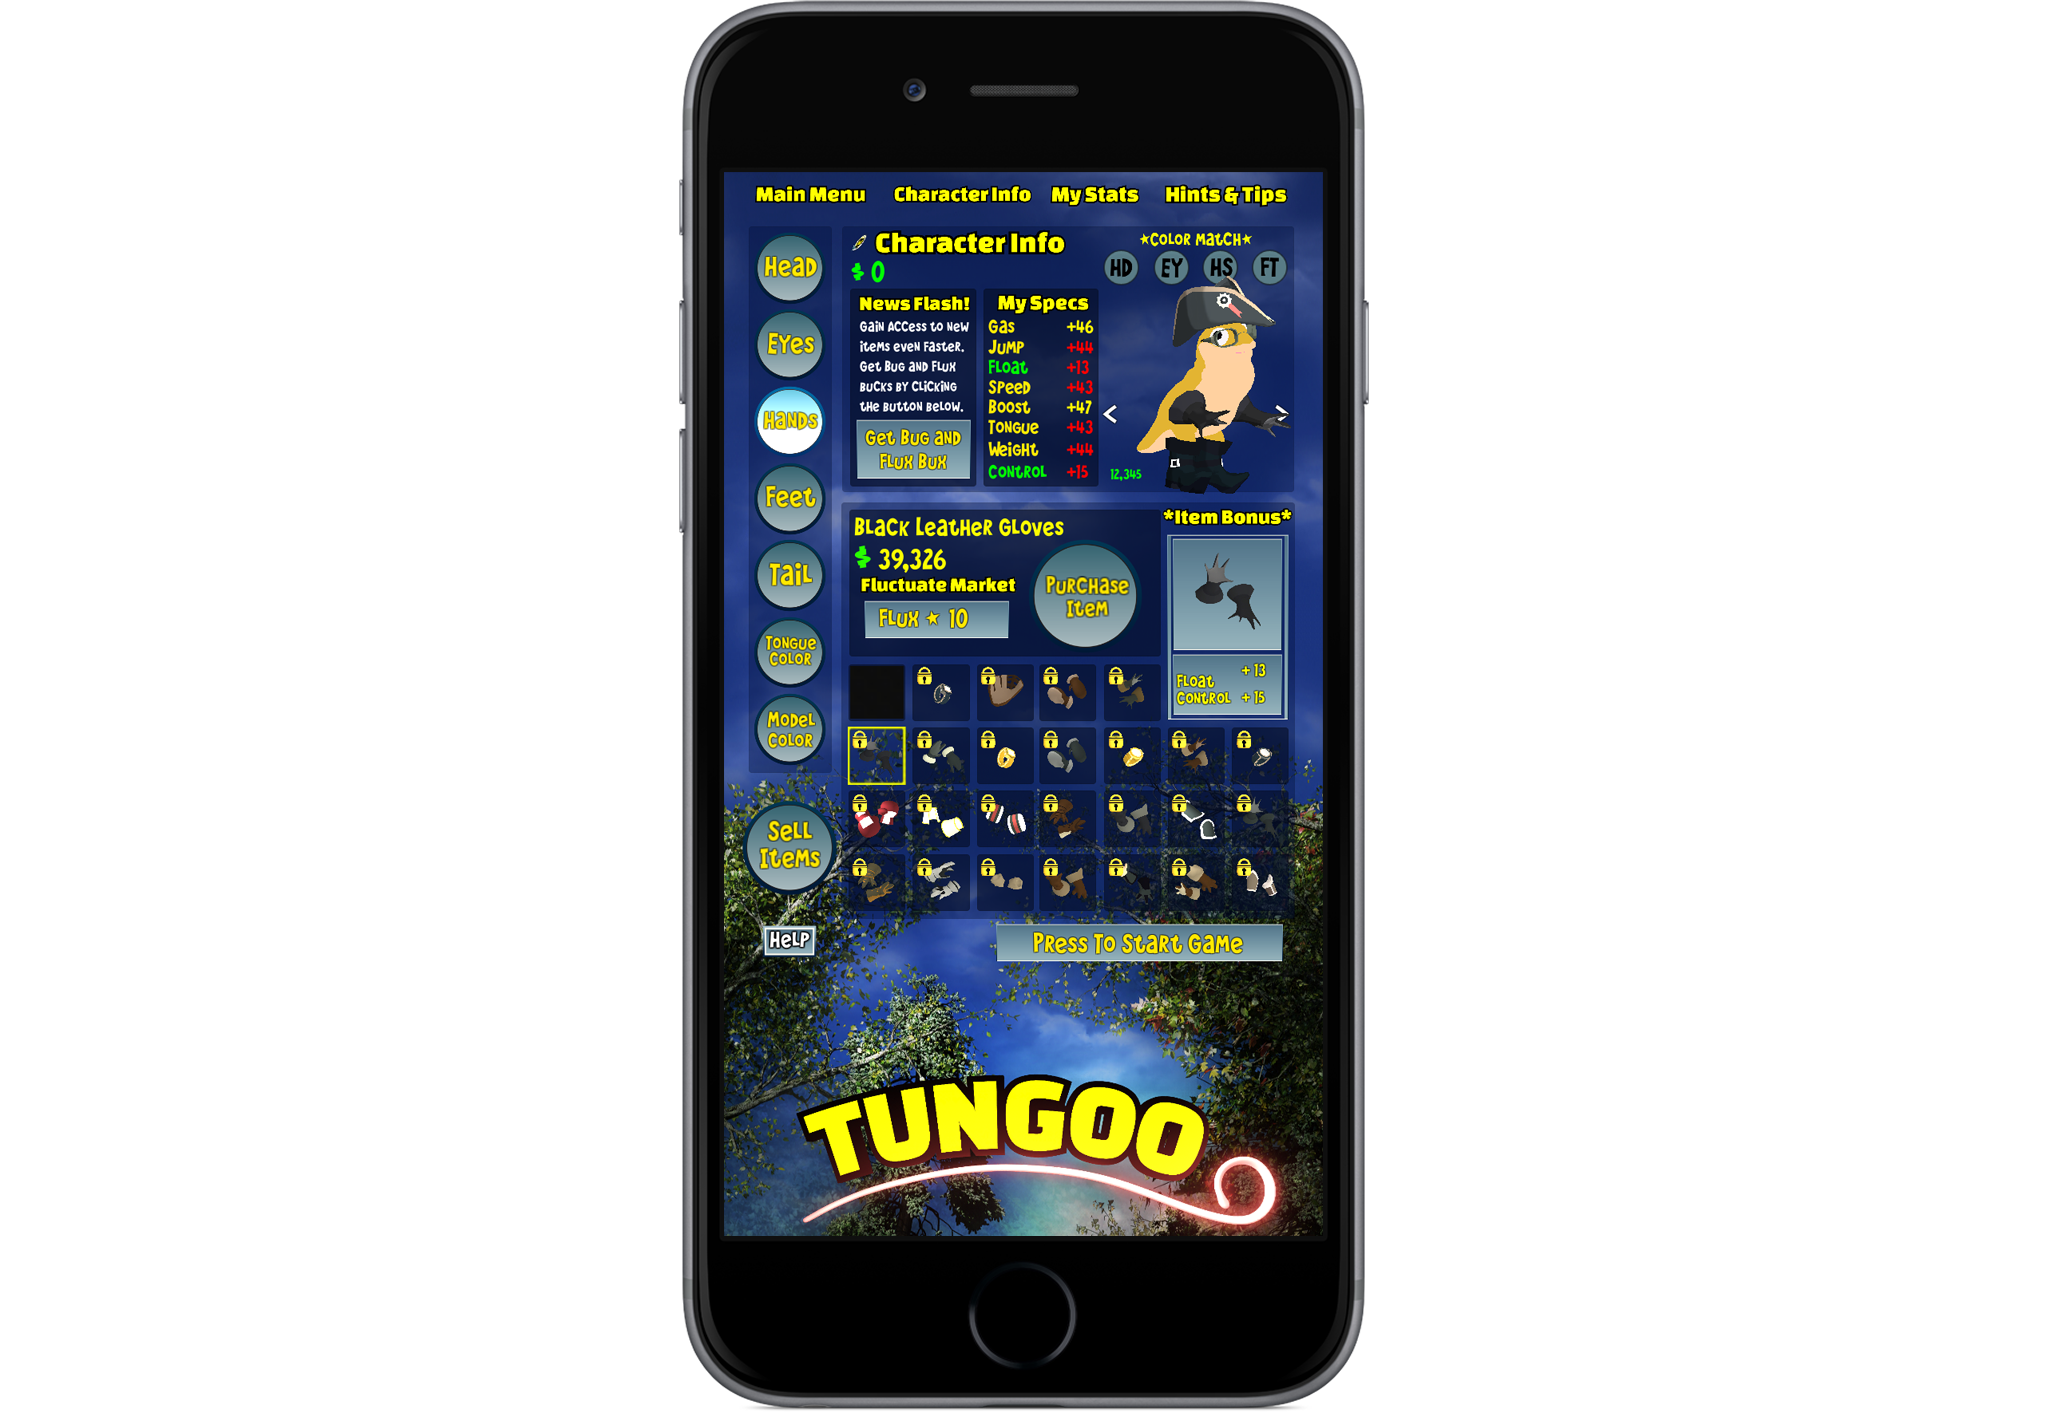 Main Menu Character Info My Stats Hints & Tips
Head
Eyes
Hands
Feet
Tail
Tongue
Color
Model
Color
Sell
Items
Help
Character Info
$ 0
News Flash!
Gain Access to New
items even Faster.
Get Bug and Flux
Bucks by Clicking
the button below.
Get Bug and
Flux Bux
My Specs
Gas +46
Jump +44
Float +13
Speed +43
Boost +47
Tongue +43
Weight +44
Control +15
★Color Match★
HD EY HS FT
< >
12,345
Black Leather Gloves
$ 39,326
Fluctuate Market
Flux ★ 10
Purchase
Item
*Item Bonus*
Float + 13
Control + 15
Press To Start Game
TUNGOO